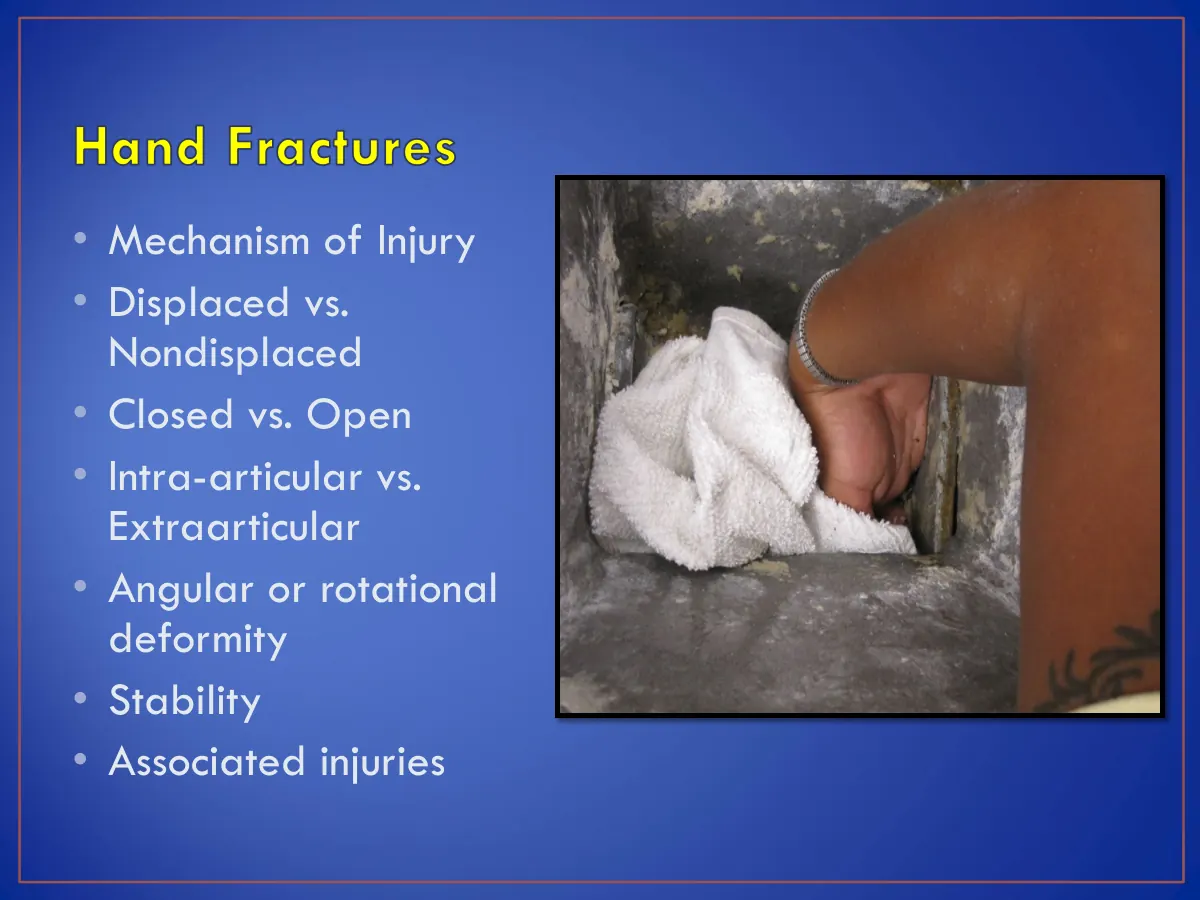 Hand Fractures
• Mechanism of Injury
• Displaced vs.
Nondisplaced
• Closed vs. Open
• Intra-articular vs.
Extraarticular
• Angular or rotational
deformity
• Stability
• Associated injuries